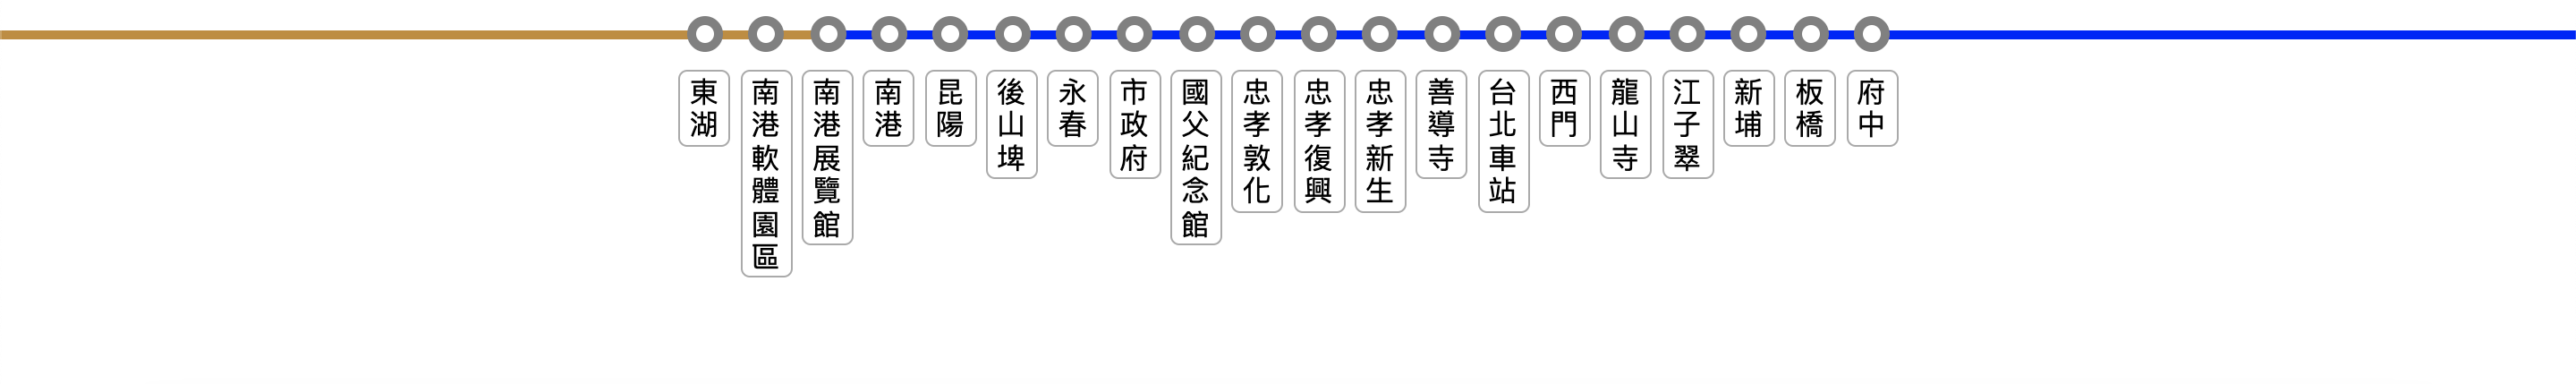 東湖
南港軟體園區
南港展覽館
南港
昆陽
後山埤
永春
市政府
國父紀念館
忠孝敦化
忠孝復興
忠孝新生
善導寺
台北車站
西門
龍山寺
江子翠
新埔
板橋
府中